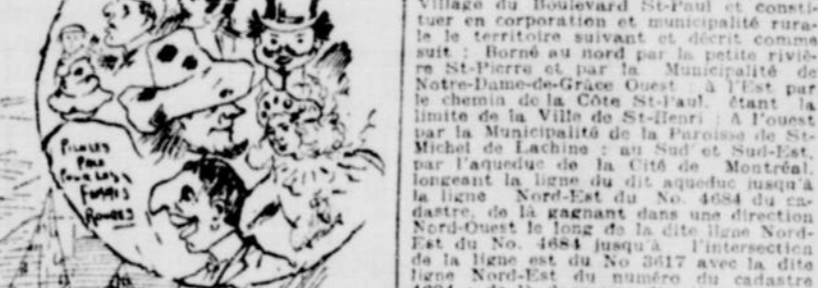 PILULES
POUR LES
FEMMES
ROUGES
Village du Boulevard St-Paul et consti-
tuer en corporation et municipalité rura-
le le territoire suivant et décrit comme
suit : Borné au nord par la petite riviè-
re St-Pierre et par la Municipalité de
Notre-Dame-de-Grâce Ouest ; à l'Est par
le chemin de la Côte St-Paul, étant la
limite de la Ville de St-Henri ; A l'ouest
par la Municipalité de la Paroisse de St-
Michel de Lachine ; au Sud et Sud-Est,
par l'aqueduc de la Cité de Montréal,
longeant la ligne du dit aqueduc jusqu'à
la ligne Nord-Est du No. 4684 du ca-
dastre, de là gagnant dans une direction
Nord-Ouest le long de la dite ligne Nord-
Est du No. 4684 jusqu'à l'intersection
de la ligne est du No 3617 avec la dite
ligne Nord-Est du numéro du cadastre